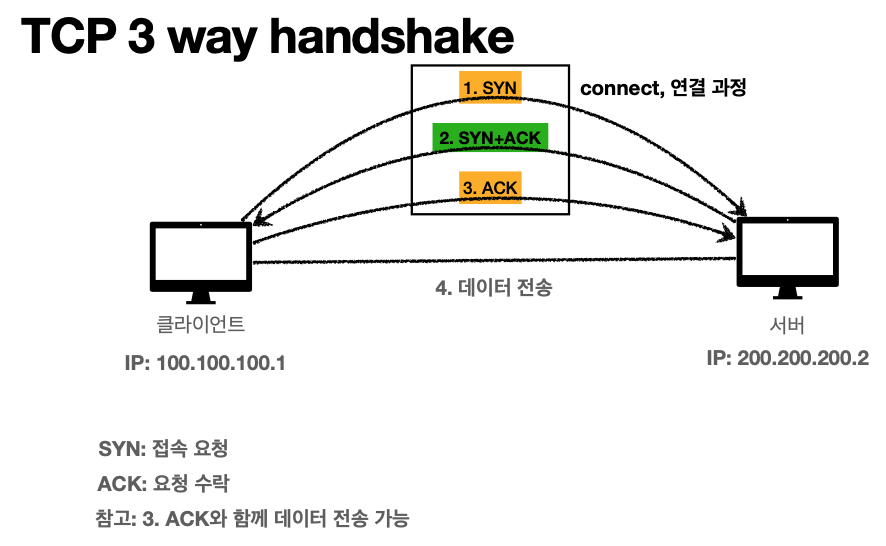 TCP 3 way handshake
1. SYN
connect, 연결 과정
2. SYN+ACK
3. ACK
4. 데이터 전송
클라이언트
서버
IP: 100.100.100.1
IP: 200.200.200.2
SYN: 접속 요청
ACK: 요청 수락
참고: 3. ACK와 함께 데이터 전송 가능